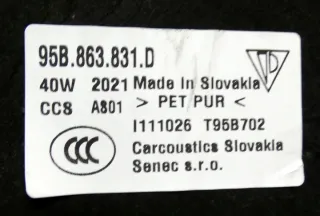 95B.863.831.D
40W 2021 Made In Slovakia
CC8 A801 > PET PUR <
I111026 T95B702
CCC
Carcoustics Slovakia
Senec s.r.o.